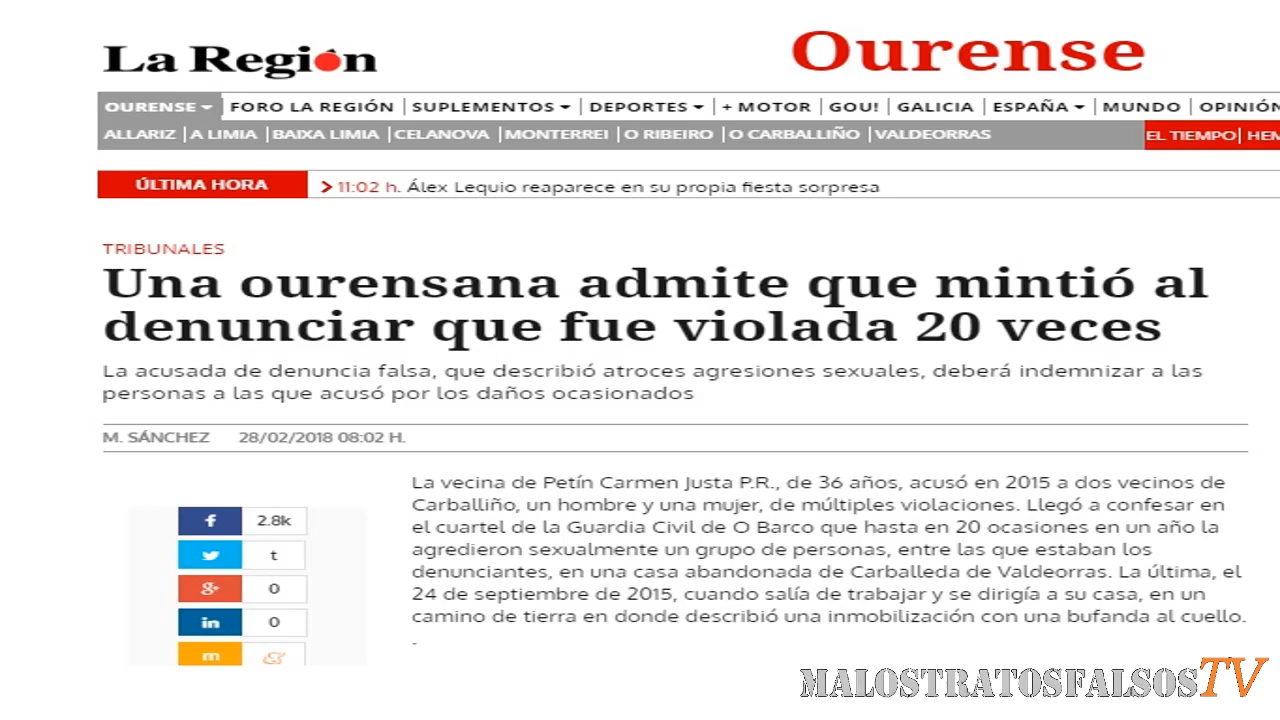 La Región
Ourense
OURENSE FORO LA REGIÓN SUPLEMENTOS DEPORTES + MOTOR GOU! GALICIA ESPAÑA MUNDO OPINIÓN
ALLARIZ A LIMIA BAIXA LIMIA CELANOVA MONTERREI O RIBEIRO O CARBALLIÑO VALDEORRAS EL TIEMPO HEM
ÚLTIMA HORA 11:02 h. Álex Lequio reaparece en su propia fiesta sorpresa
TRIBUNALES
Una ourensana admite que mintió al
denunciar que fue violada 20 veces
La acusada de denuncia falsa, que describió atroces agresiones sexuales, deberá indemnizar a las
personas a las que acusó por los daños ocasionados
M. SÁNCHEZ 28/02/2018 08:02 H.
La vecina de Petín Carmen Justa P.R., de 36 años, acusó en 2015 a dos vecinos de
Carballiño, un hombre y una mujer, de múltiples violaciones. Llegó a confesar en
el cuartel de la Guardia Civil de O Barco que hasta en 20 ocasiones en un año la
agredieron sexualmente un grupo de personas, entre las que estaban los
denunciantes, en una casa abandonada de Carballeda de Valdeorras. La última, el
24 de septiembre de 2015, cuando salía de trabajar y se dirigía a su casa, en un
camino de tierra en donde describió una inmobilización con una bufanda al cuello.
-
f 2.8k
t
g+ 0
in 0
m
MALOSTRATOSFALSOSTV